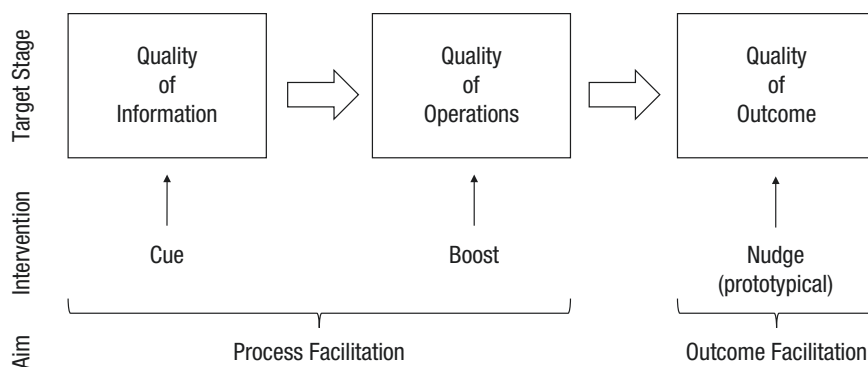 Target Stage
Quality
of
Information
Quality
of
Operations
Quality
of
Outcome
Intervention
Cue
Boost
Nudge
(prototypical)
Aim
Process Facilitation
Outcome Facilitation